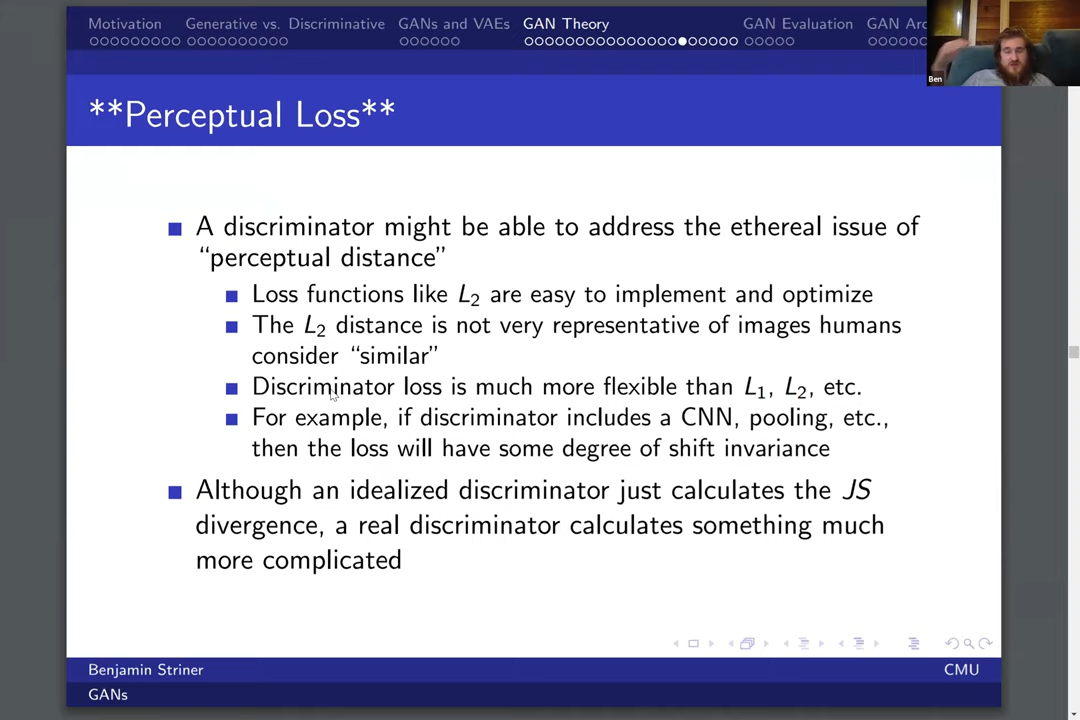 Motivation Generative vs. Discriminative GANs and VAEs GAN Theory GAN Evaluation GAN
Ben
**Perceptual Loss**
A discriminator might be able to address the ethereal issue of
“perceptual distance”
Loss functions like L2 are easy to implement and optimize
The L2 distance is not very representative of images humans
consider “similar”
Discriminator loss is much more flexible than L1, L2, etc.
For example, if discriminator includes a CNN, pooling, etc.,
then the loss will have some degree of shift invariance
Although an idealized discriminator just calculates the JS
divergence, a real discriminator calculates something much
more complicated
Benjamin Striner CMU
GANs